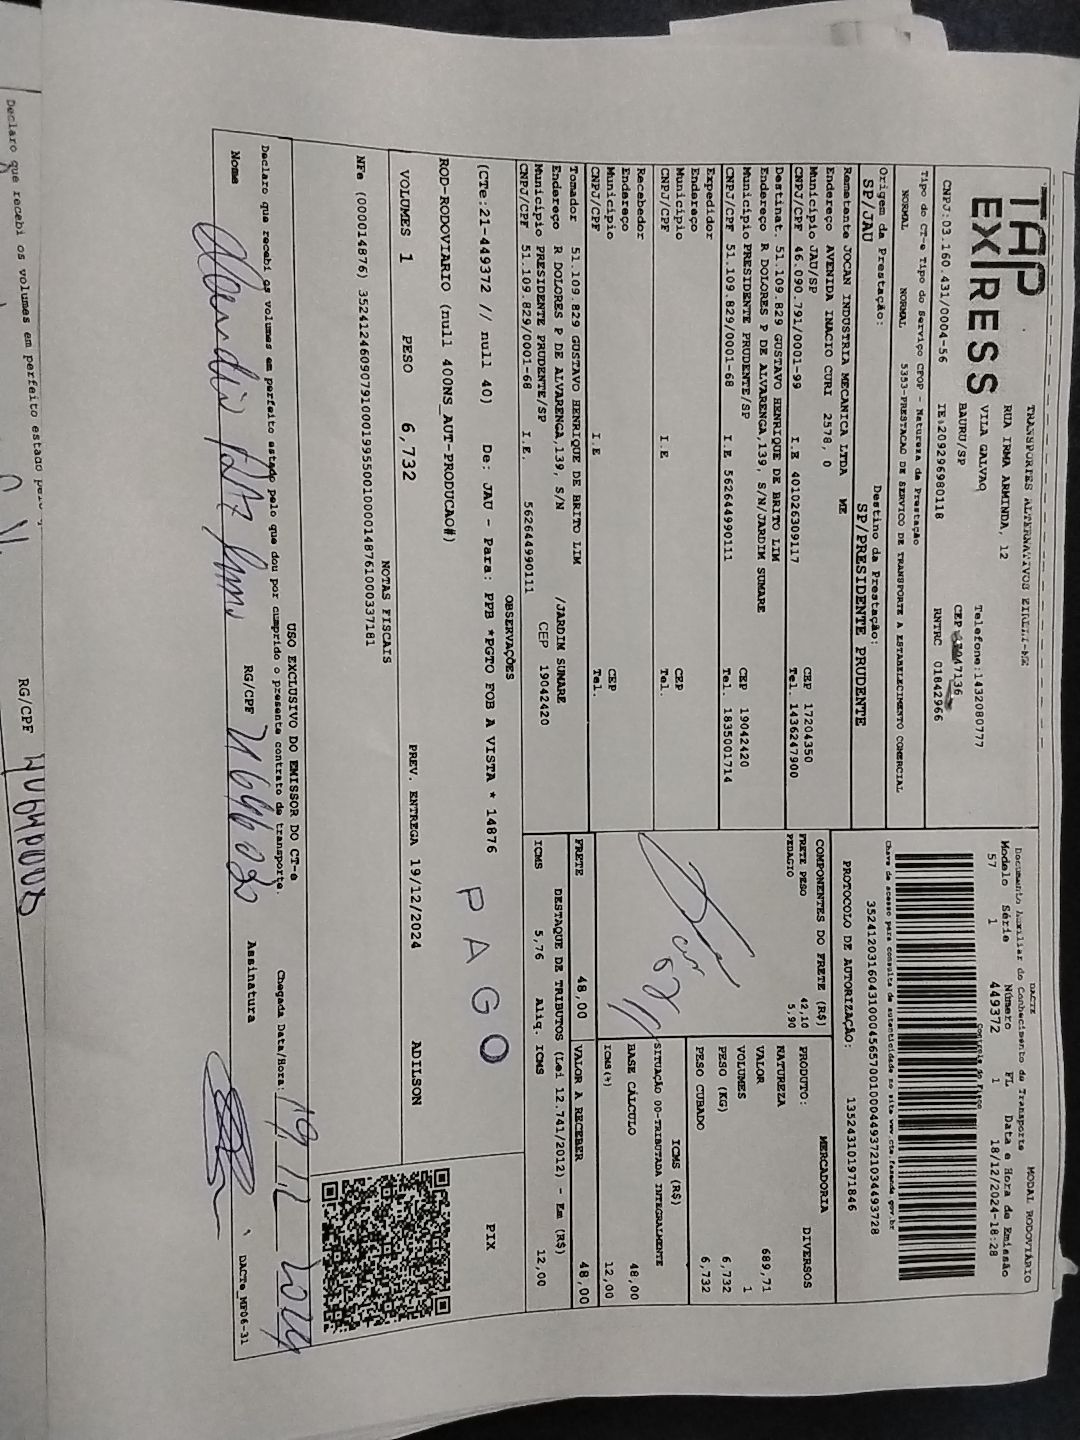 TAP
EXPRESS
TRANSPORTES ALTERNATIVOS EIRELI-ME
RUA IRMA ARMINDA, 12
Telefone:1432080777
VILA GALVAO
BAURU/SP
CNPJ:03.160.431/0004-56
IE:209296980118
RNTRC 01842966
Tipo do CT-e Tipo do Serviço CFOP - Natureza da Prestação
NORMAL NORMAL 5353-PRESTACAO DE SERVICO DE TRANSPORTE A ESTABELECIMENTO COMERCIAL
Origem da Prestação: Destino da Prestação:
SP/JAU SP/PRESIDENTE PRUDENTE
Remetente JOCAN INDUSTRIA MECANICA LTDA ME
Endereço AVENIDA INACIO CURI 2578, 0
Município JAU/SP CEP 17204350
CNPJ/CPF 46.090.791/0001-99 I.E 401026309117 Tel. 1436247900
Destinat. 51.109.829 GUSTAVO HENRIQUE DE BRITO LIM
Endereço R DOLORES P DE ALVARENGA,139, S/N/JARDIM SUMARE
Município PRESIDENTE PRUDENTE/SP CEP 19042420
CNPJ/CPF 51.109.829/0001-68 I.E 562644990111 Tel. 18350017​14
Expedidor
Endereço
Município CEP
CNPJ/CPF I.E Tel.
Recebedor
Endereço
Município CEP
CNPJ/CPF I.E Tel.
Tomador 51.109.829 GUSTAVO HENRIQUE DE BRITO LIM
Endereço R DOLORES P DE ALVARENGA,139, S/N /JARDIM SUMARE
Município PRESIDENTE PRUDENTE/SP CEP 19042420
CNPJ/CPF 51.109.829/0001-68 I.E. 562644990111
DACTE MODAL RODOVIÁRIO
Documento Auxiliar do Conhecimento de Transporte
Modelo Série Número FL Data e Hora de Emissão
57 1 449372 1 18/12/2024-18:28
Controle do Fisco
Chave de acesso para consulta de autenticidade no site www.cte.fazenda.gov.br
35241203160431000456570010004493721034493728
PROTOCOLO DE AUTORIZAÇÃO: 135243101971846
COMPONENTES DO FRETE (R$)
FRETE PESO 42,10
PEDAGIO 5,90
MERCADORIA
PRODUTO: DIVERSOS
NATUREZA
VALOR 689,71
VOLUMES 1
PESO (KG) 6,732
PESO CUBADO 6,732
ICMS (R$)
SITUAÇÃO 00-TRIBUTADA INTEGRALMENTE
BASE CÁLCULO 48,00
ICMS(%) 12,00
FRETE 48,00 VALOR A RECEBER 48,00
DESTAQUE DE TRIBUTOS (Lei 12.741/2012) - Em (R$)
ICMS 5,76 Aliq. ICMS 12,00
OBSERVAÇÕES
(CTe:21-449372 // null 40) De: JAU - Para: PPB *PGTO FOB A VISTA * 14876
PIX
ROD-RODOVIARIO (null 400NS_AUT-PRODUCAO#)
PAGO
VOLUMES 1 PESO 6,732 PREV. ENTREGA 19/12/2024 ADILSON
NOTAS FISCAIS
NFe (000014876) 35241246090791000199550010000148761000337181
USO EXCLUSIVO DO EMISSOR DO CT-e
Declaro que recebi os volumes em perfeito estado pelo que dou por cumprido o presente contrato de transporte.
Chegada Data/Hora: 19 12 2024
Nome RG/CPF Assinatura
DACTe_MF06-31
Declaro que recebi os volumes em perfeito estado
RG/CPF